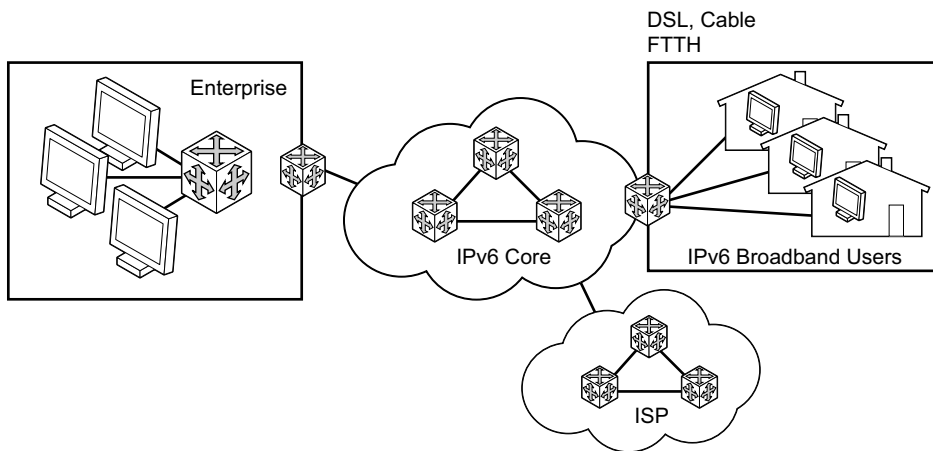 DSL, Cable
FTTH
Enterprise
IPv6 Core
IPv6 Broadband Users
ISP